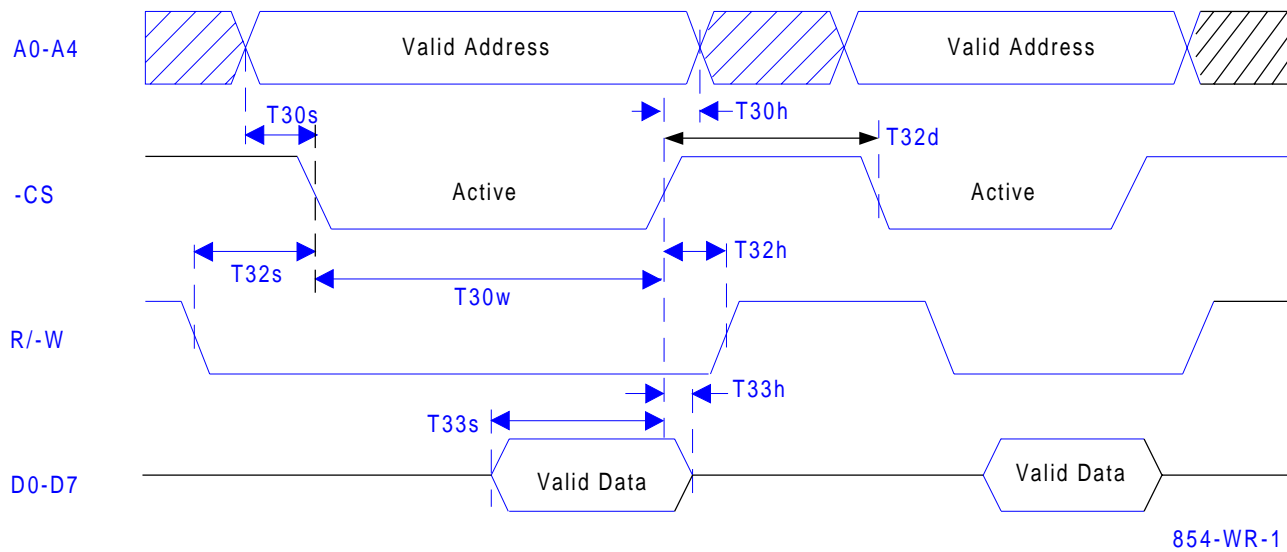 A0-A4
Valid Address
Valid Address
T30s
T30h
T32d
-CS
Active
Active
T32s
T32h
T30w
R/-W
T33h
T33s
D0-D7
Valid Data
Valid Data
854-WR-1